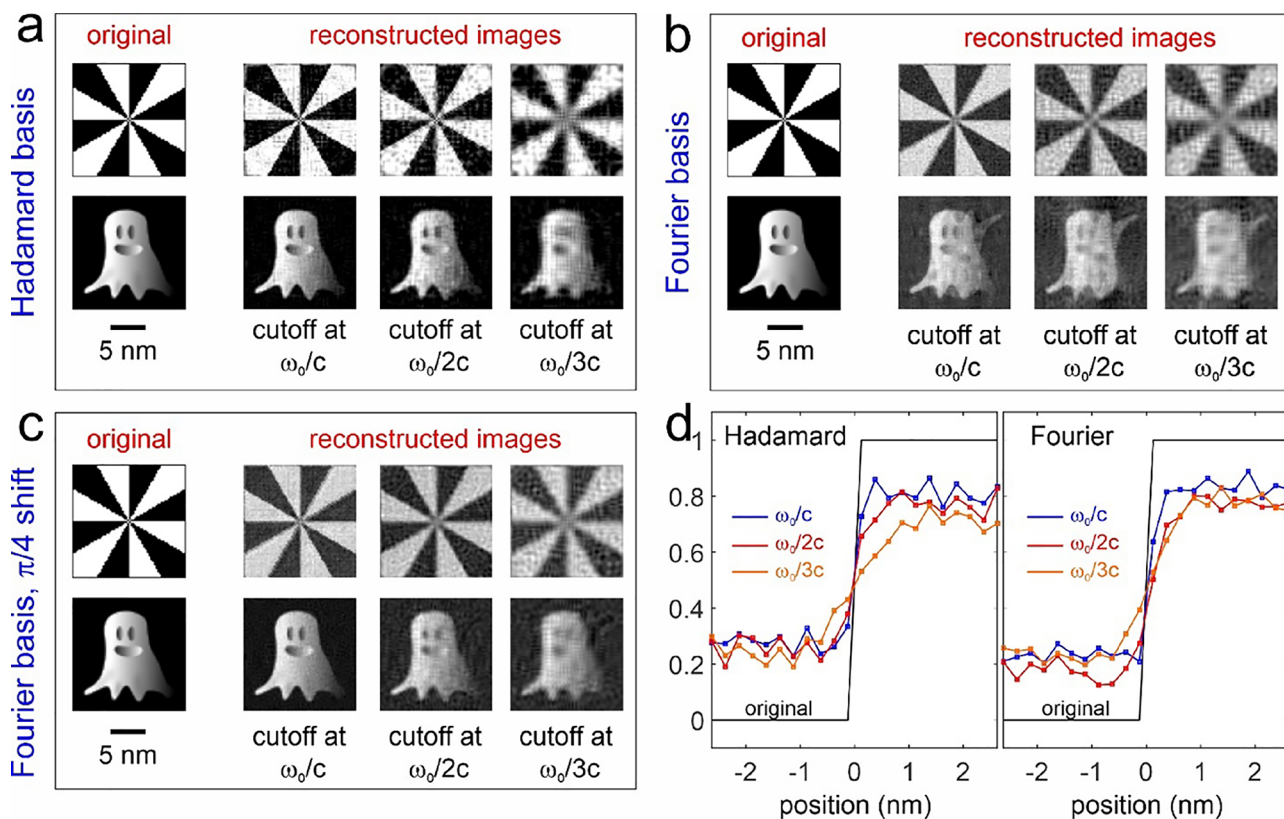 a
Hadamard basis
original reconstructed images
5 nm
cutoff at cutoff at cutoff at
ω₀/c ω₀/2c ω₀/3c
b
Fourier basis
original reconstructed images
5 nm
cutoff at cutoff at cutoff at
ω₀/c ω₀/2c ω₀/3c
c
Fourier basis, π/4 shift
original reconstructed images
5 nm
cutoff at cutoff at cutoff at
ω₀/c ω₀/2c ω₀/3c
d
1
0.8
0.6
0.4
0.2
0
Hadamard
ω₀/c
ω₀/2c
ω₀/3c
original
-2 -1 0 1 2
position (nm)
Fourier
ω₀/c
ω₀/2c
ω₀/3c
original
-2 -1 0 1 2
position (nm)